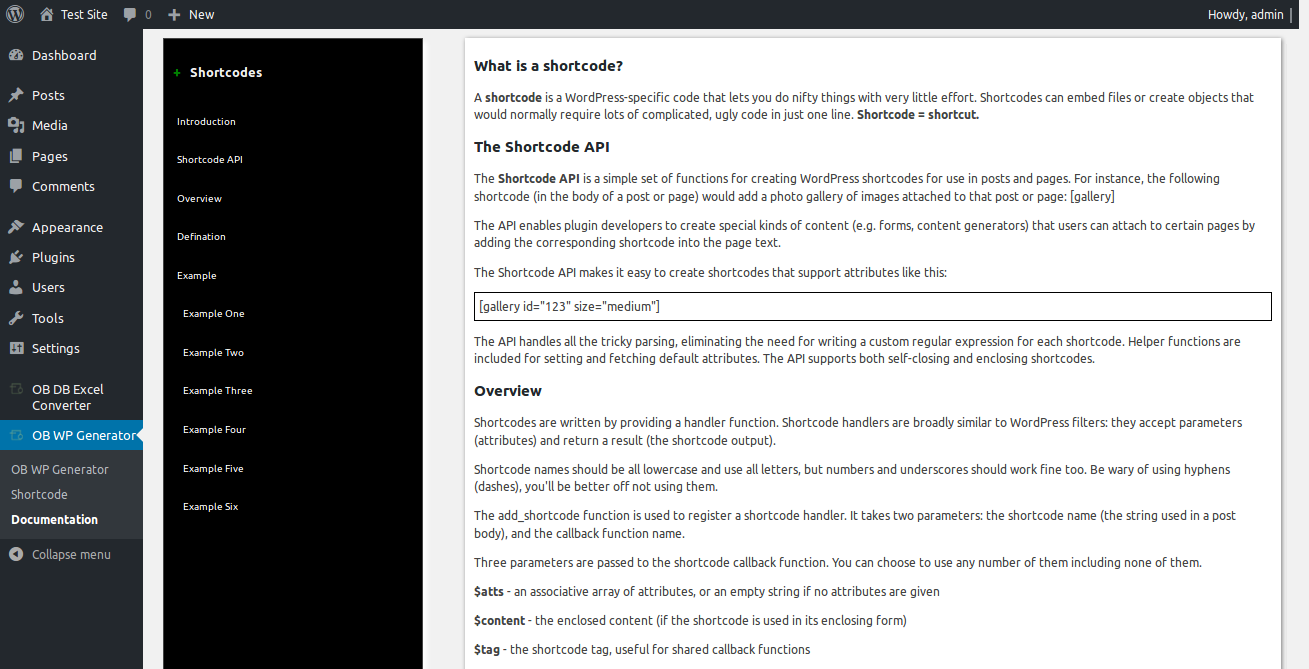 Test Site 0 + New
Howdy, admin
Dashboard
Posts
Media
Pages
Comments
Appearance
Plugins
Users
Tools
Settings
OB DB Excel
Converter
OB WP Generator
OB WP Generator
Shortcode
Documentation
Collapse menu
+ Shortcodes
Introduction
Shortcode API
Overview
Defination
Example
Example One
Example Two
Example Three
Example Four
Example Five
Example Six
What is a shortcode?
A shortcode is a WordPress-specific code that lets you do nifty things with very little effort. Shortcodes can embed files or create objects that
would normally require lots of complicated, ugly code in just one line. Shortcode = shortcut.
The Shortcode API
The Shortcode API is a simple set of functions for creating WordPress shortcodes for use in posts and pages. For instance, the following
shortcode (in the body of a post or page) would add a photo gallery of images attached to that post or page: [gallery]
The API enables plugin developers to create special kinds of content (e.g. forms, content generators) that users can attach to certain pages by
adding the corresponding shortcode into the page text.
The Shortcode API makes it easy to create shortcodes that support attributes like this:
[gallery id="123" size="medium"]
The API handles all the tricky parsing, eliminating the need for writing a custom regular expression for each shortcode. Helper functions are
included for setting and fetching default attributes. The API supports both self-closing and enclosing shortcodes.
Overview
Shortcodes are written by providing a handler function. Shortcode handlers are broadly similar to WordPress filters: they accept parameters
(attributes) and return a result (the shortcode output).
Shortcode names should be all lowercase and use all letters, but numbers and underscores should work fine too. Be wary of using hyphens
(dashes), you'll be better off not using them.
The add_shortcode function is used to register a shortcode handler. It takes two parameters: the shortcode name (the string used in a post
body), and the callback function name.
Three parameters are passed to the shortcode callback function. You can choose to use any number of them including none of them.
$atts - an associative array of attributes, or an empty string if no attributes are given
$content - the enclosed content (if the shortcode is used in its enclosing form)
$tag - the shortcode tag, useful for shared callback functions